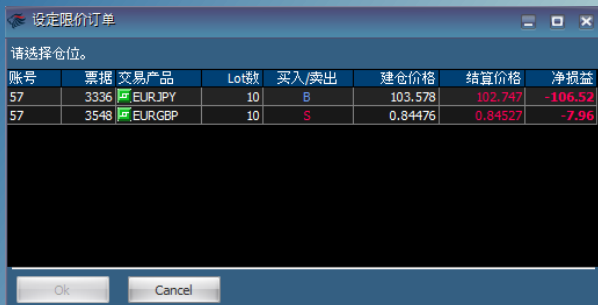 设定限价订单
请选择仓位。
账号 票据 交易产品 Lot数 买入/卖出 建仓价格 结算价格 净损益
57 3336 EURJPY 10 B 103.578 102.747 -106.52
57 3548 EURGBP 10 S 0.84476 0.84527 -7.96
Ok Cancel